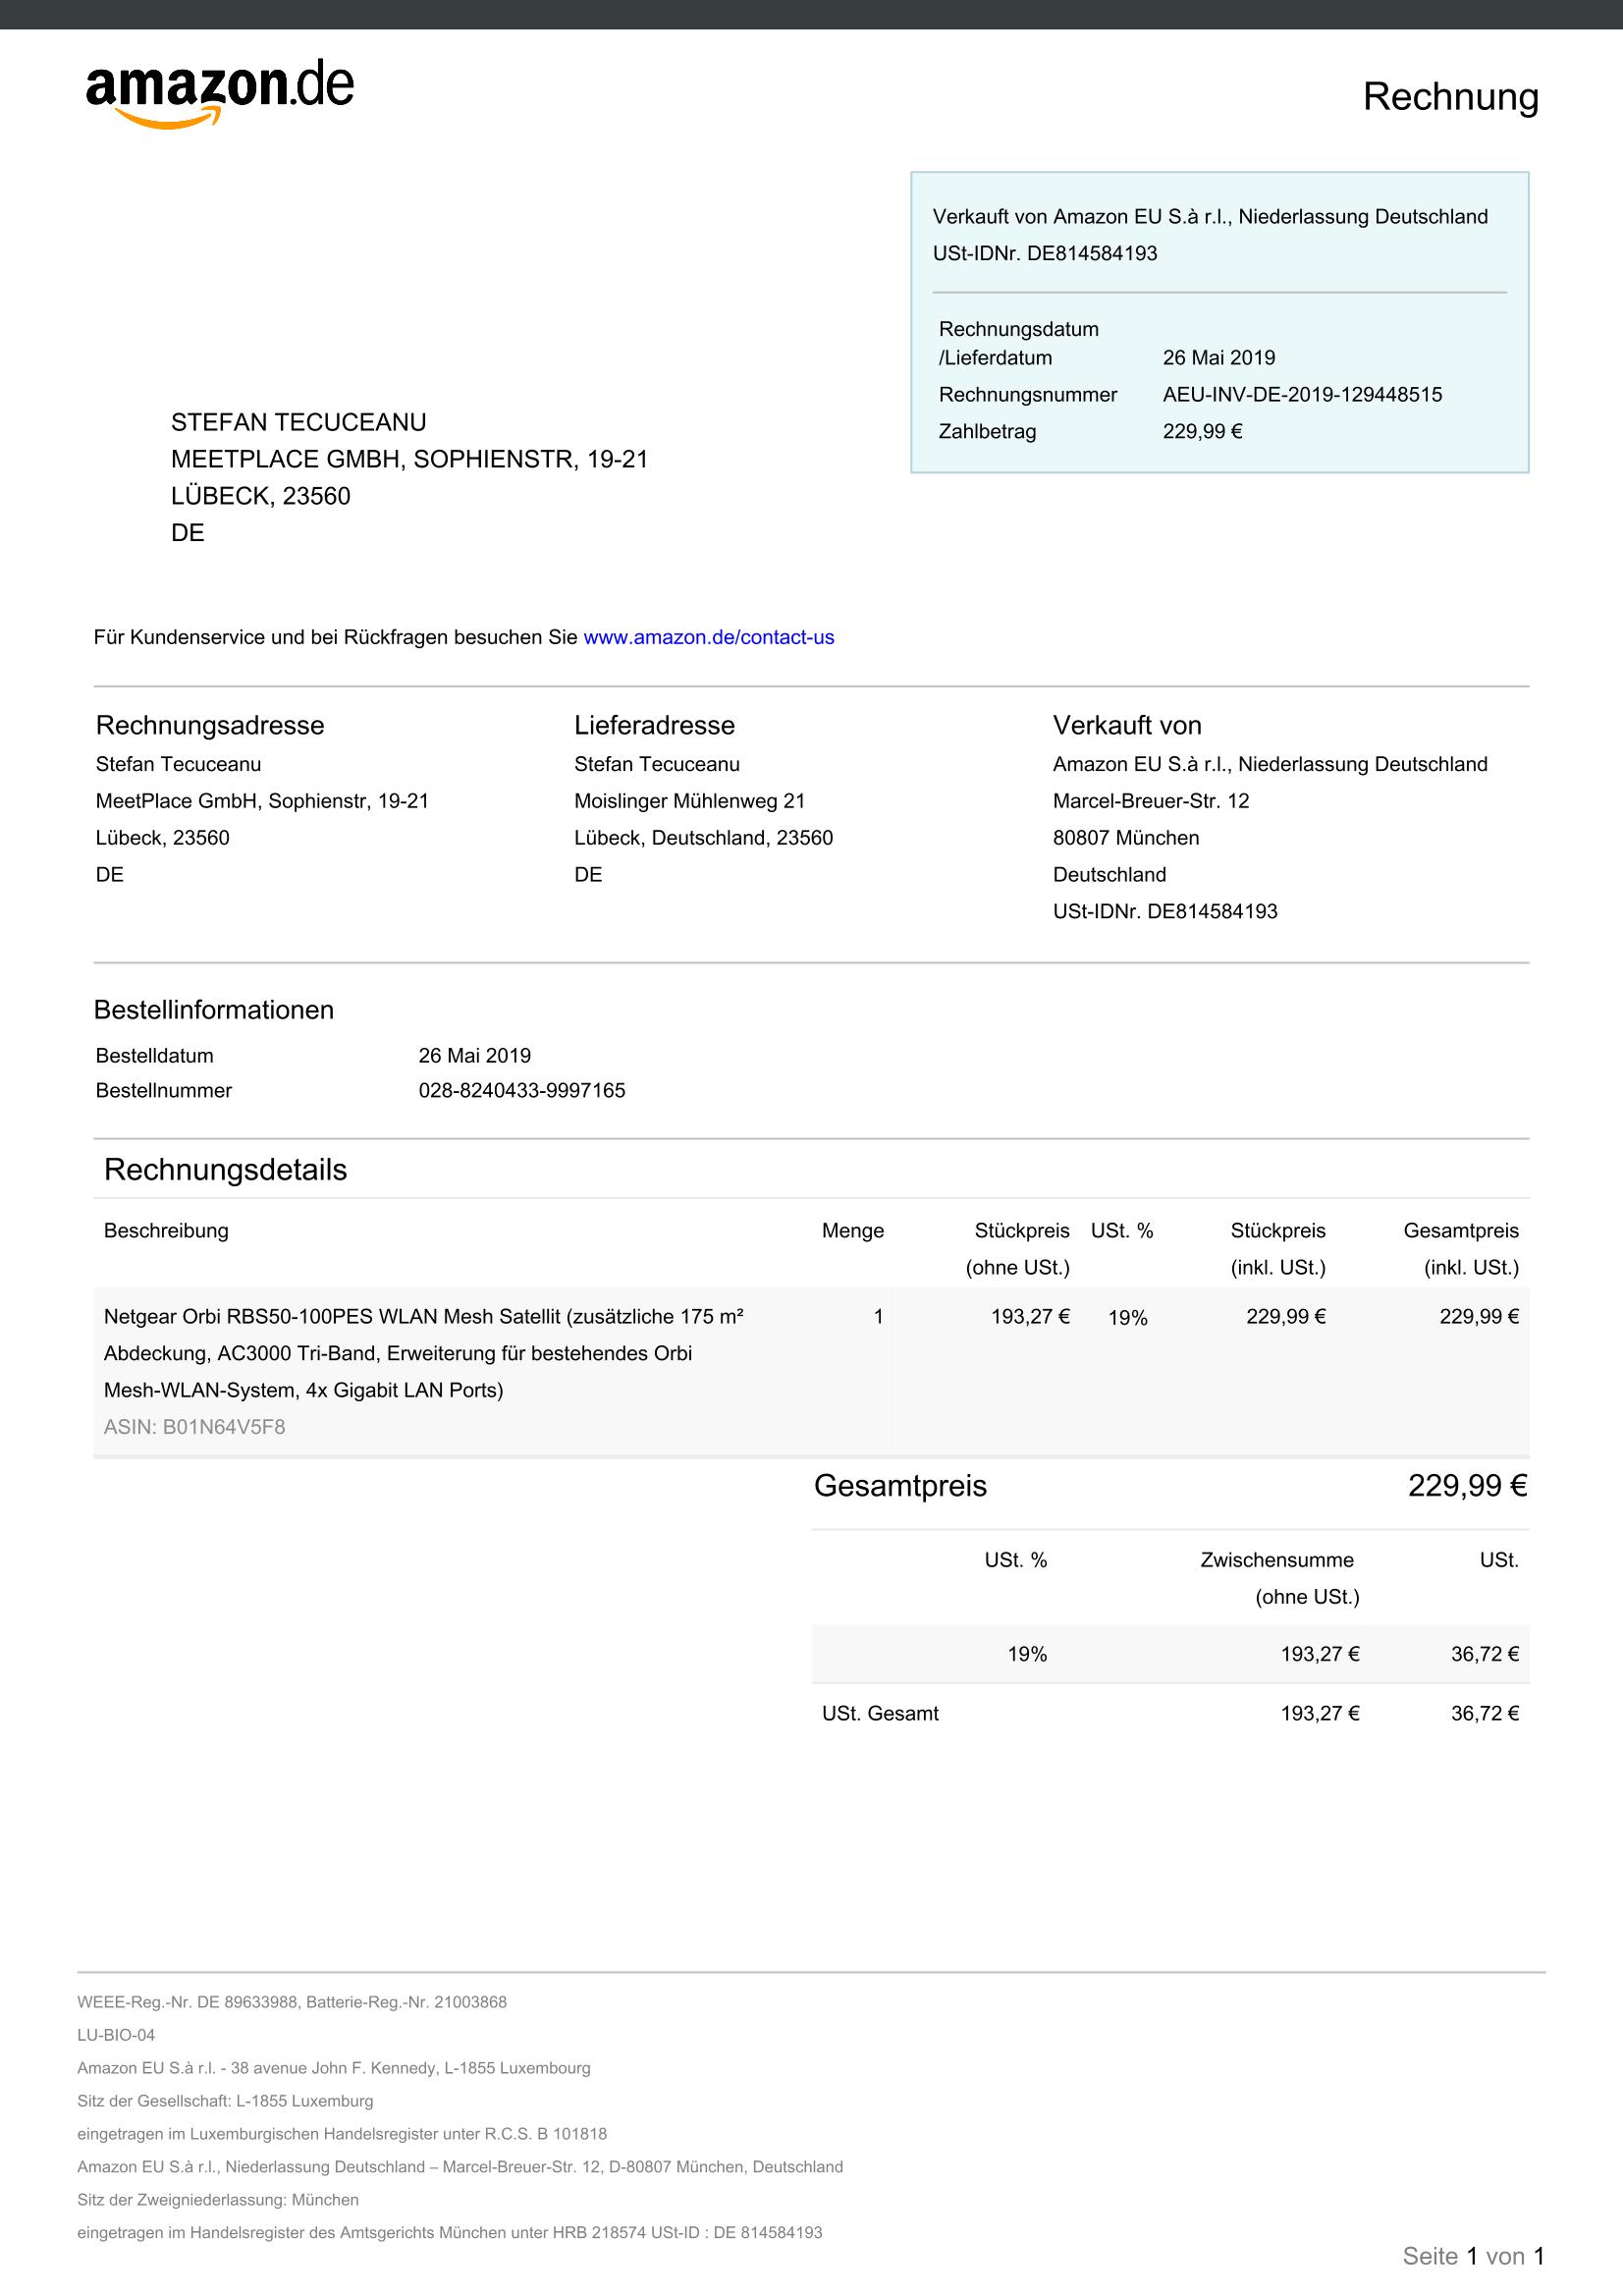 amazon.de
Rechnung
Verkauft von Amazon EU S.à r.l., Niederlassung Deutschland
USt-IDNr. DE814584193
Rechnungsdatum
/Lieferdatum 26 Mai 2019
Rechnungsnummer AEU-INV-DE-2019-129448515
Zahlbetrag 229,99 €
STEFAN TECUCEANU
MEETPLACE GMBH, SOPHIENSTR, 19-21
LÜBECK, 23560
DE
Für Kundenservice und bei Rückfragen besuchen Sie www.amazon.de/contact-us
Rechnungsadresse
Stefan Tecuceanu
MeetPlace GmbH, Sophienstr, 19-21
Lübeck, 23560
DE
Lieferadresse
Stefan Tecuceanu
Moislinger Mühlenweg 21
Lübeck, Deutschland, 23560
DE
Verkauft von
Amazon EU S.à r.l., Niederlassung Deutschland
Marcel-Breuer-Str. 12
80807 München
Deutschland
USt-IDNr. DE814584193
Bestellinformationen
Bestelldatum 26 Mai 2019
Bestellnummer 028-8240433-9997165
Rechnungsdetails
Beschreibung Menge Stückpreis USt. % Stückpreis Gesamtpreis
(ohne USt.) (inkl. USt.) (inkl. USt.)
Netgear Orbi RBS50-100PES WLAN Mesh Satellit (zusätzliche 175 m² 1 193,27 € 19% 229,99 € 229,99 €
Abdeckung, AC3000 Tri-Band, Erweiterung für bestehendes Orbi
Mesh-WLAN-System, 4x Gigabit LAN Ports)
ASIN: B01N64V5F8
Gesamtpreis 229,99 €
USt. % Zwischensumme USt.
(ohne USt.)
19% 193,27 € 36,72 €
USt. Gesamt 193,27 € 36,72 €
WEEE-Reg.-Nr. DE 89633988, Batterie-Reg.-Nr. 21003868
LU-BIO-04
Amazon EU S.à r.l. - 38 avenue John F. Kennedy, L-1855 Luxembourg
Sitz der Gesellschaft: L-1855 Luxemburg
eingetragen im Luxemburgischen Handelsregister unter R.C.S. B 101818
Amazon EU S.à r.l., Niederlassung Deutschland – Marcel-Breuer-Str. 12, D-80807 München, Deutschland
Sitz der Zweigniederlassung: München
eingetragen im Handelsregister des Amtsgerichts München unter HRB 218574 USt-ID : DE 814584193
Seite 1 von 1